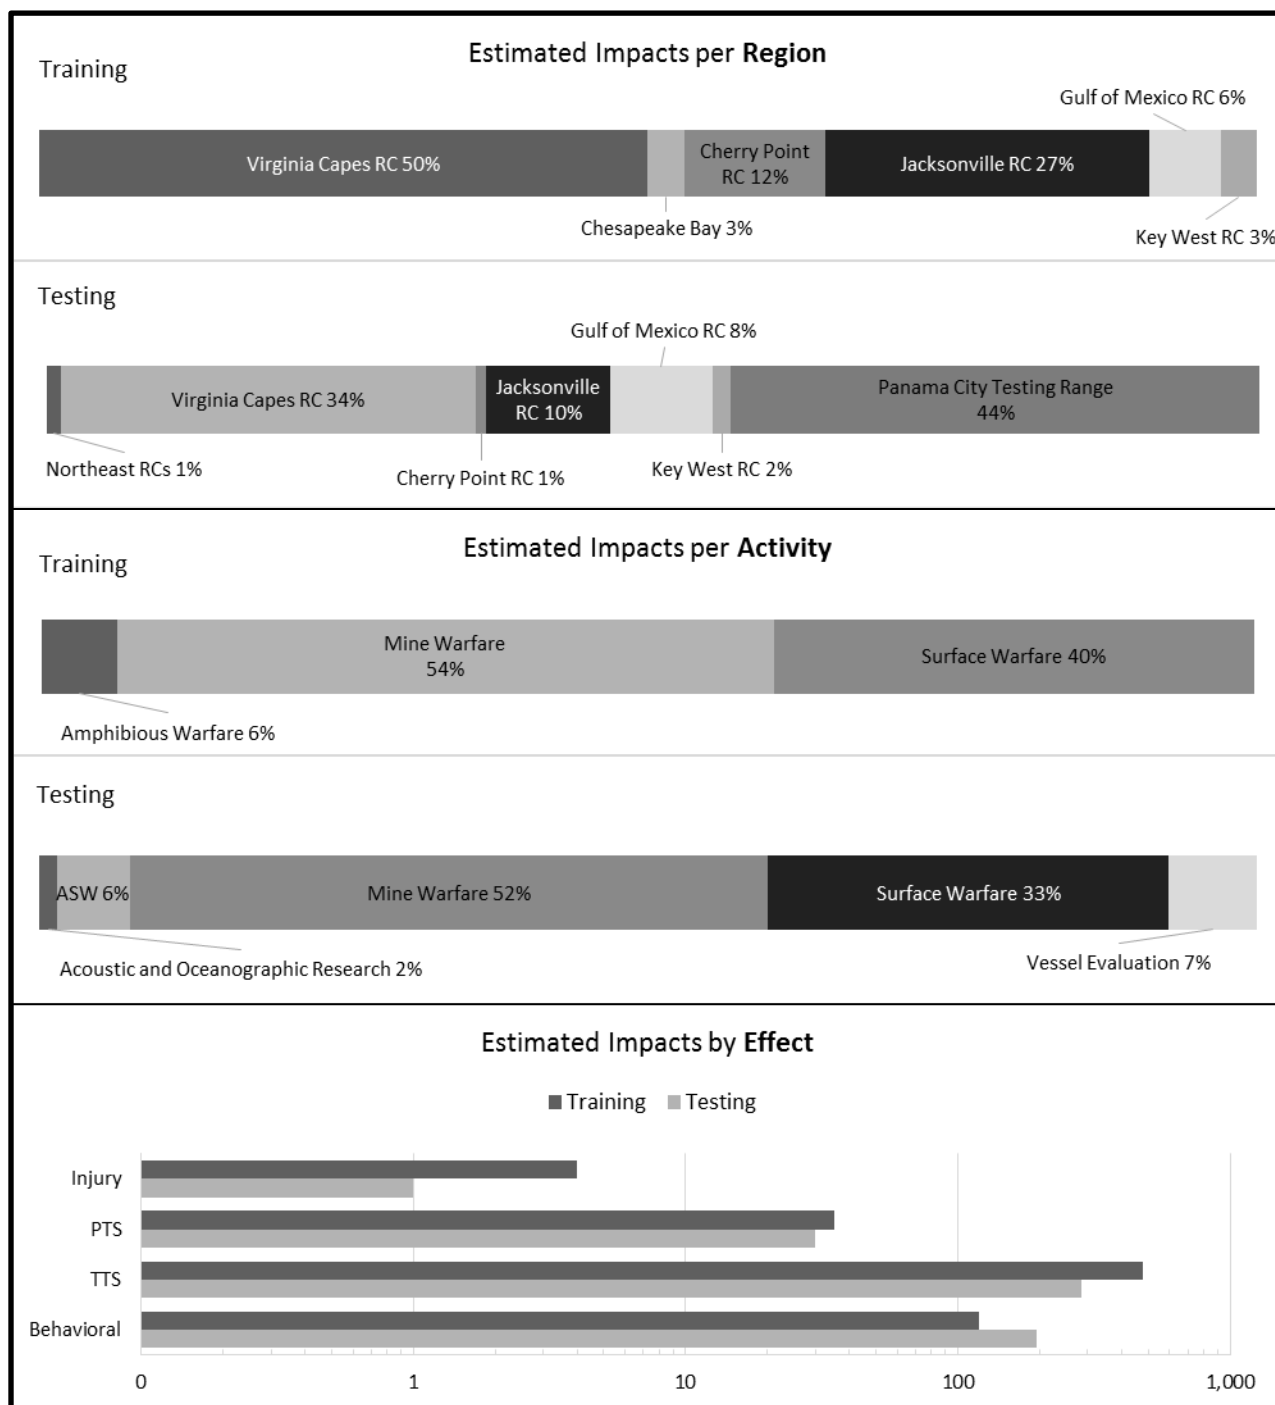 Estimated Impacts per Region
Training
Gulf of Mexico RC 6%
Virginia Capes RC 50%
Cherry Point
RC 12%
Jacksonville RC 27%
Chesapeake Bay 3%
Key West RC 3%
Testing
Gulf of Mexico RC 8%
Virginia Capes RC 34%
Jacksonville
RC 10%
Panama City Testing Range
44%
Northeast RCs 1%
Cherry Point RC 1%
Key West RC 2%
Estimated Impacts per Activity
Training
Mine Warfare
54%
Surface Warfare 40%
Amphibious Warfare 6%
Testing
ASW 6%
Mine Warfare 52%
Surface Warfare 33%
Acoustic and Oceanographic Research 2%
Vessel Evaluation 7%
Estimated Impacts by Effect
Training Testing
Injury
PTS
TTS
Behavioral
0 1 10 100 1,000